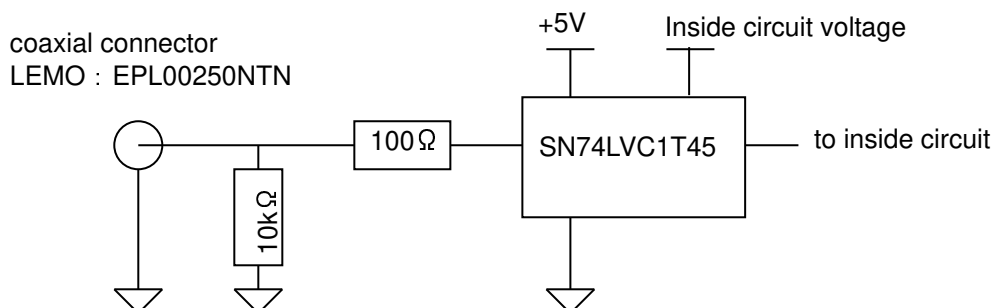 coaxial connector
LEMO : EPL00250NTN
+5V
Inside circuit voltage
100Ω
SN74LVC1T45
to inside circuit
10kΩ